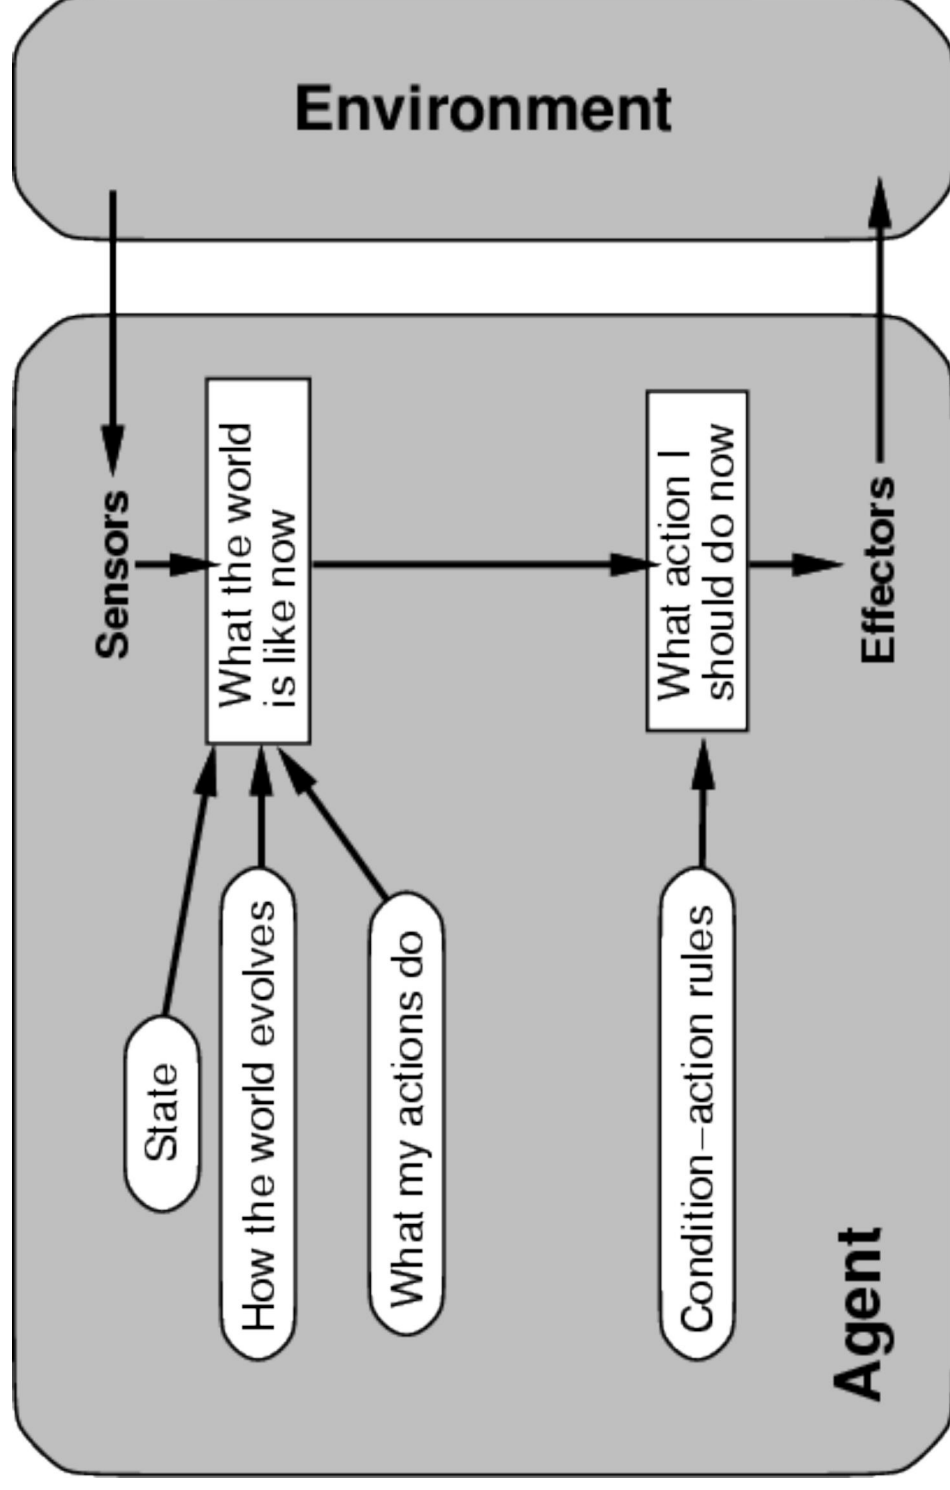 Environment
Sensors
What the world
is like now
State
How the world evolves
What my actions do
What action I
should do now
Condition–action rules
Effectors
Agent